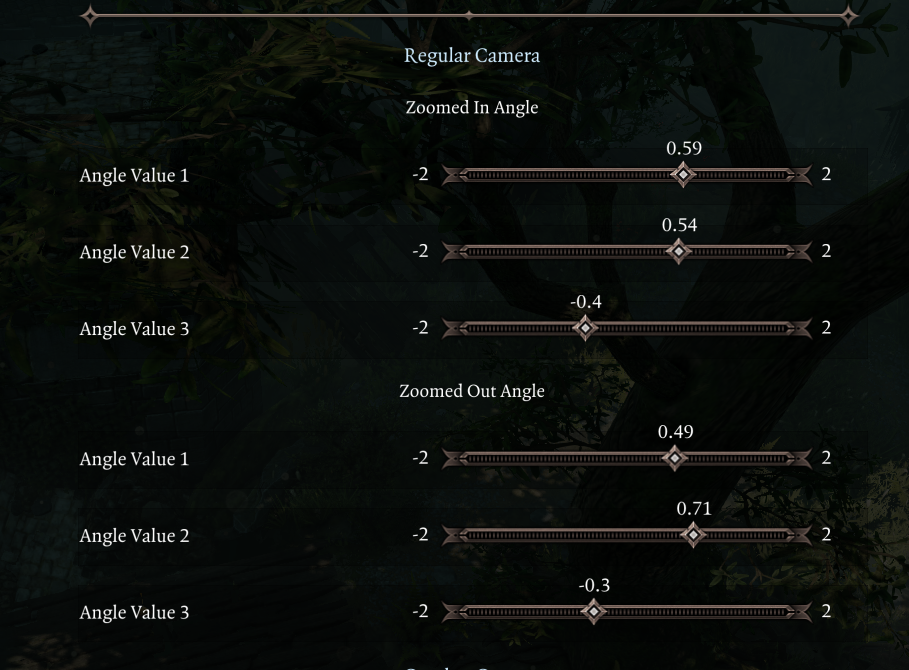 Regular Camera
Zoomed In Angle
0.59
Angle Value 1 -2 2
0.54
Angle Value 2 -2 2
-0.4
Angle Value 3 -2 2
Zoomed Out Angle
0.49
Angle Value 1 -2 2
0.71
Angle Value 2 -2 2
-0.3
Angle Value 3 -2 2